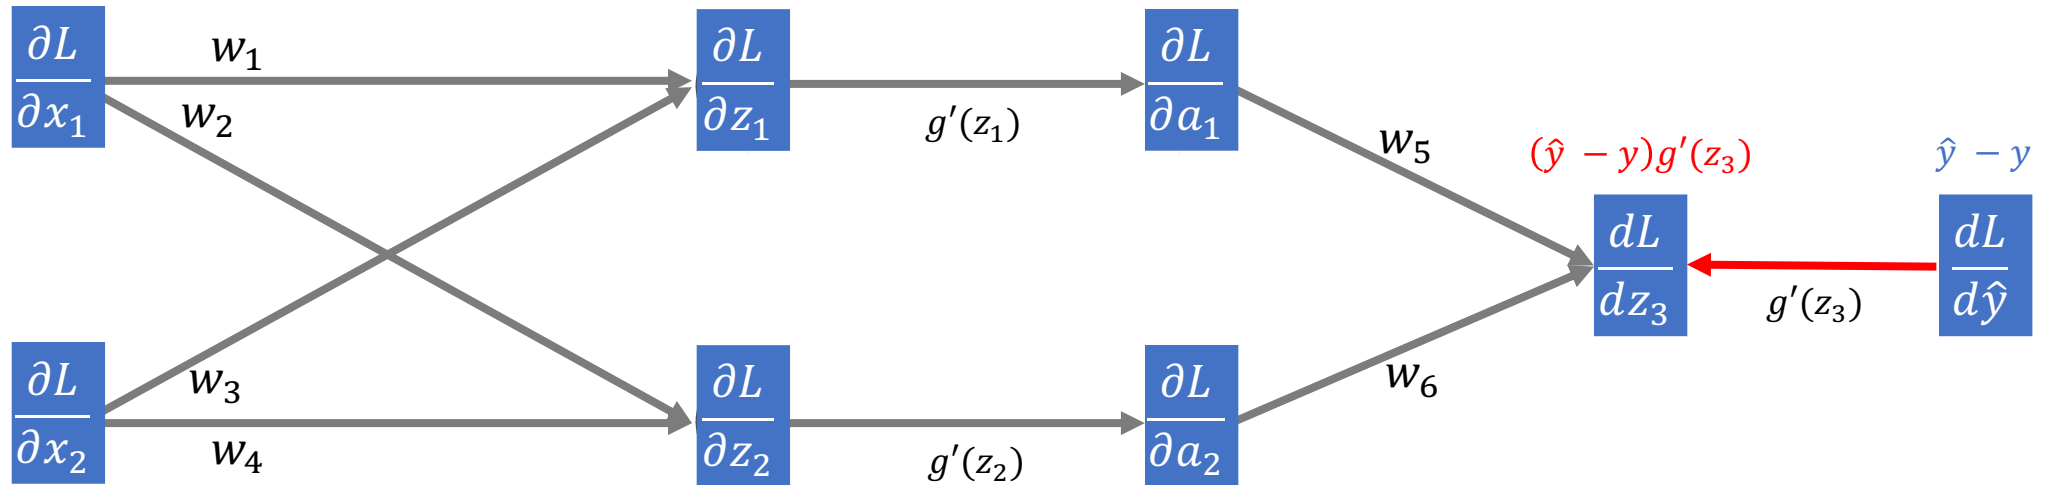 ∂L/∂x₁
w₁
w₂
∂L/∂z₁
g′(z₁)
∂L/∂a₁
w₅
(ŷ − y)g′(z₃)
ŷ − y
dL/dz₃
g′(z₃)
dL/dŷ
∂L/∂x₂
w₃
w₄
∂L/∂z₂
g′(z₂)
∂L/∂a₂
w₆